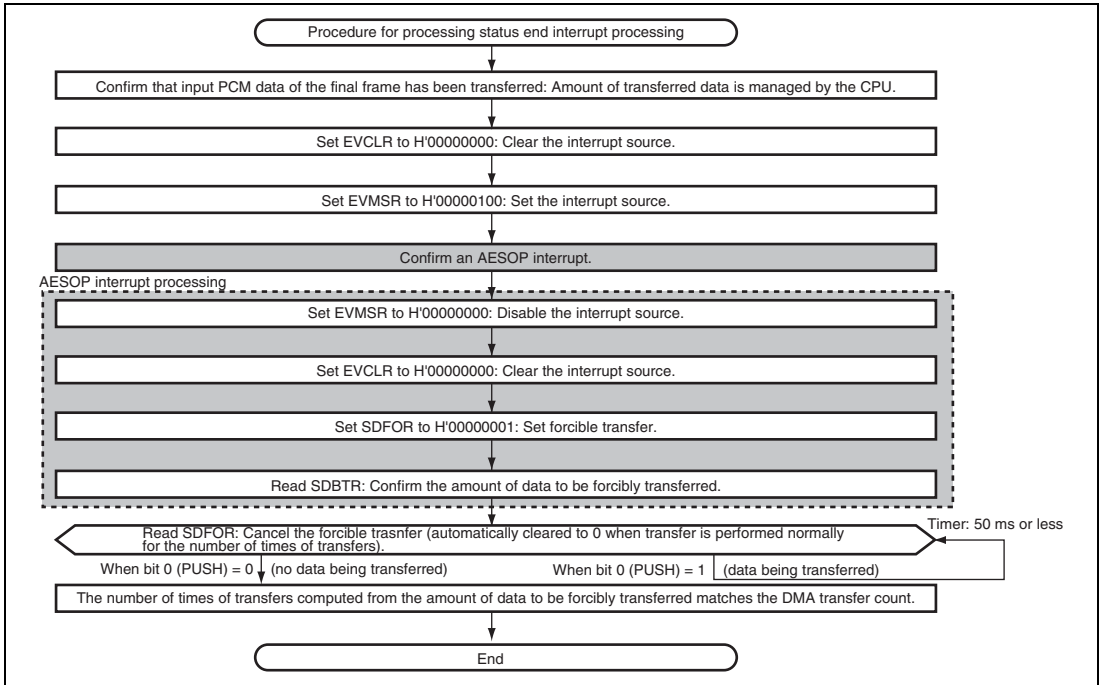 Procedure for processing status end interrupt processing
Confirm that input PCM data of the final frame has been transferred: Amount of transferred data is managed by the CPU.
Set EVCLR to H'00000000: Clear the interrupt source.
Set EVMSR to H'00000100: Set the interrupt source.
Confirm an AESOP interrupt.
AESOP interrupt processing
Set EVMSR to H'00000000: Disable the interrupt source.
Set EVCLR to H'00000000: Clear the interrupt source.
Set SDFOR to H'00000001: Set forcible transfer.
Read SDBTR: Confirm the amount of data to be forcibly transferred.
Timer: 50 ms or less
Read SDFOR: Cancel the forcible trasnfer (automatically cleared to 0 when transfer is performed normally
for the number of times of transfers).
When bit 0 (PUSH) = 0 (no data being transferred)
When bit 0 (PUSH) = 1 (data being transferred)
The number of times of transfers computed from the amount of data to be forcibly transferred matches the DMA transfer count.
End